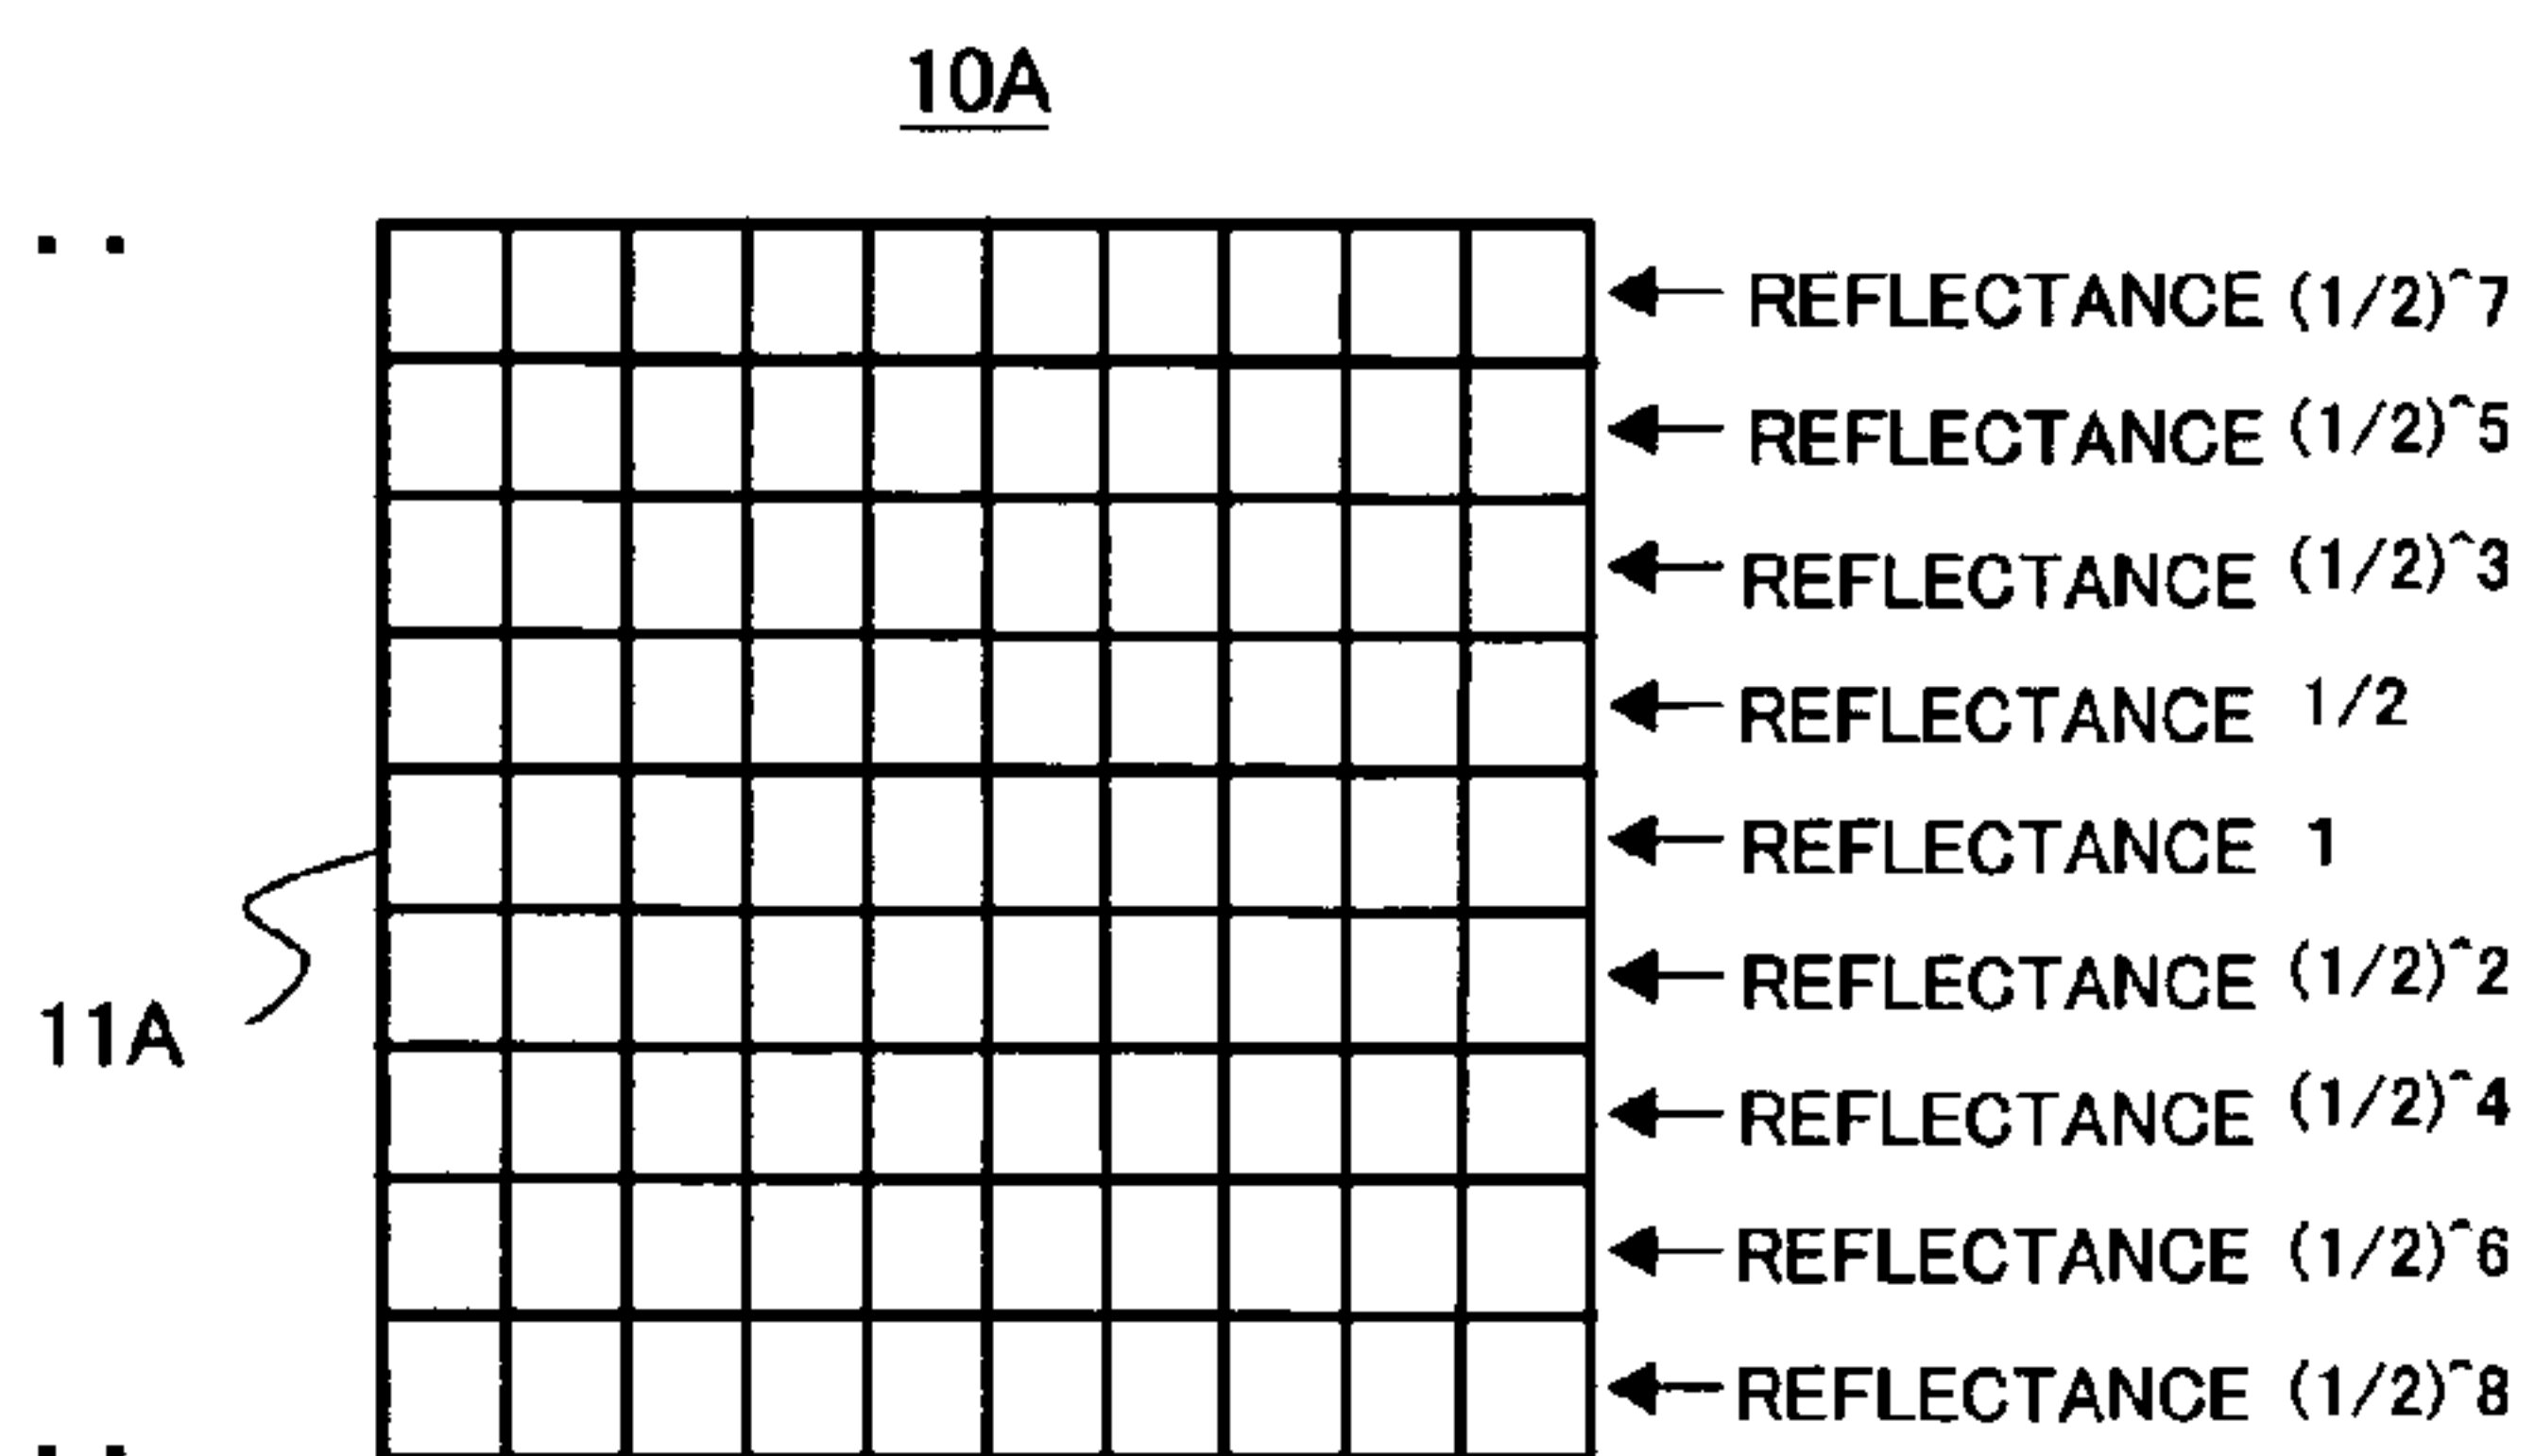 10A
REFLECTANCE (1/2)^7
REFLECTANCE (1/2)^5
REFLECTANCE (1/2)^3
REFLECTANCE 1/2
REFLECTANCE 1
REFLECTANCE (1/2)^2
11A
REFLECTANCE (1/2)^4
REFLECTANCE (1/2)^6
REFLECTANCE (1/2)^8